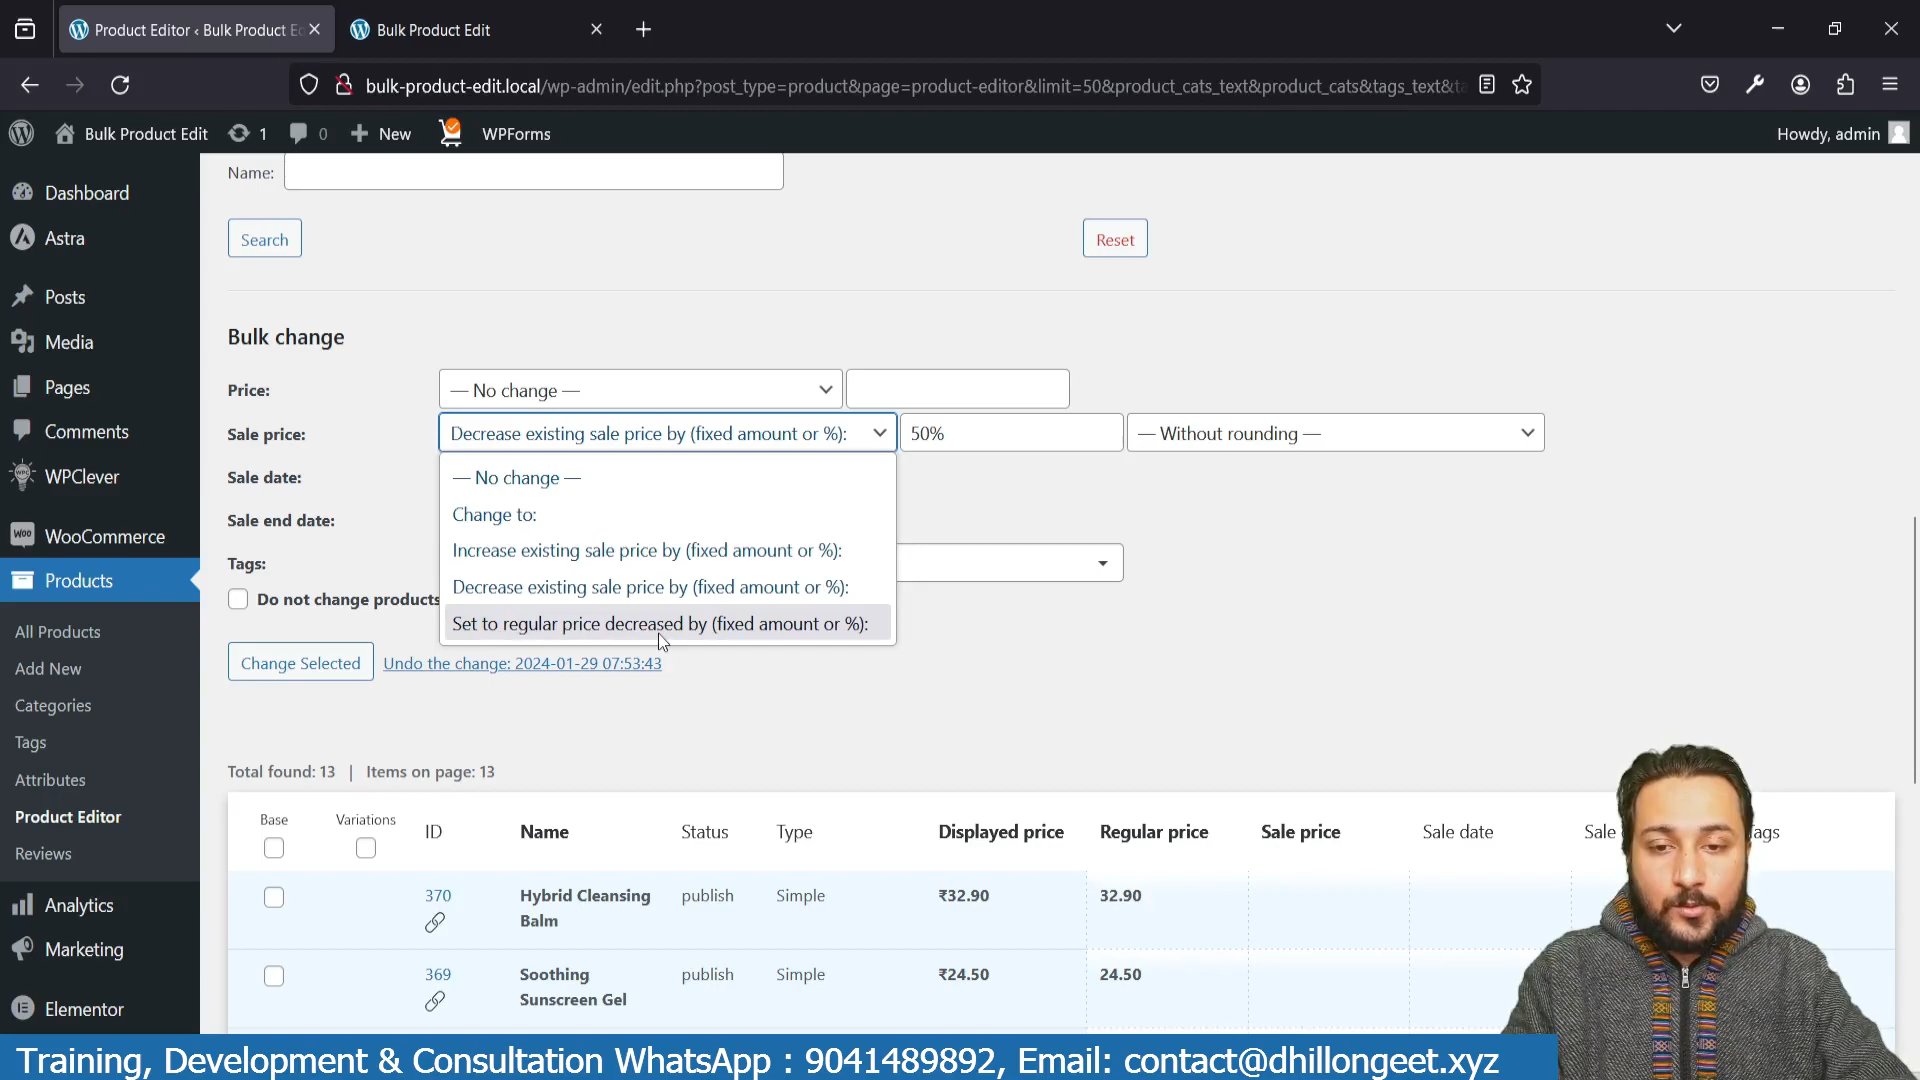 Product Editor ‹ Bulk Product E
Bulk Product Edit
bulk-product-edit.local/wp-admin/edit.php?post_type=product&page=product-editor&limit=50&product_cats_text&product_cats&tags_text&ta
Bulk Product Edit
1
0
New
WPForms
Howdy, admin
Dashboard
Astra
Posts
Media
Pages
Comments
WPClever
WooCommerce
Products
All Products
Add New
Categories
Tags
Attributes
Product Editor
Reviews
Analytics
Marketing
Elementor
Name:
Search
Reset
Bulk change
Price:
— No change —
Sale price:
Decrease existing sale price by (fixed amount or %):
50%
— Without rounding —
— No change —
Change to:
Increase existing sale price by (fixed amount or %):
Decrease existing sale price by (fixed amount or %):
Set to regular price decreased by (fixed amount or %):
Sale date:
Sale end date:
Tags:
Do not change products
Change Selected
Undo the change: 2024-01-29 07:53:43
Total found: 13 | Items on page: 13
Base Variations ID Name Status Type Displayed price Regular price Sale price Sale date Sale
370 Hybrid Cleansing Balm publish Simple ₹32.90 32.90
369 Soothing Sunscreen Gel publish Simple ₹24.50 24.50
Training, Development & Consultation WhatsApp : 9041489892, Email: contact@dhillongeet.xyz